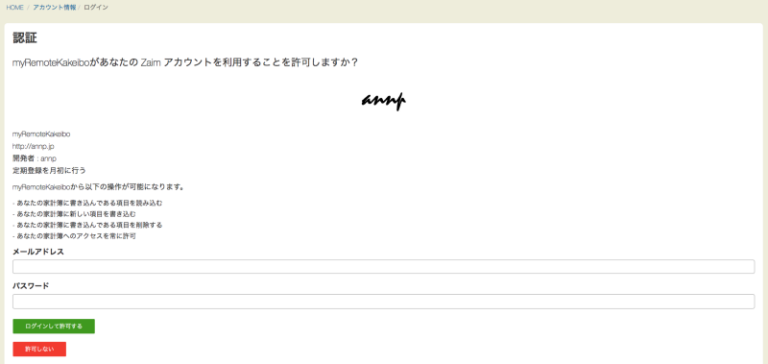 HOME / アカウント情報 / ログイン
認証
myRemoteKakeiboがあなたの Zaim アカウントを利用することを許可しますか？
annp
myRemoteKakeibo
http://annp.jp
開発者 : annp
定期登録を月初に行う
myRemoteKakeiboから以下の操作が可能になります。
- あなたの家計簿に書き込んである項目を読み込む
- あなたの家計簿に新しい項目を書き込む
- あなたの家計簿に書き込んである項目を削除する
- あなたの家計簿へのアクセスを常に許可
メールアドレス
パスワード
ログインして許可する
許可しない